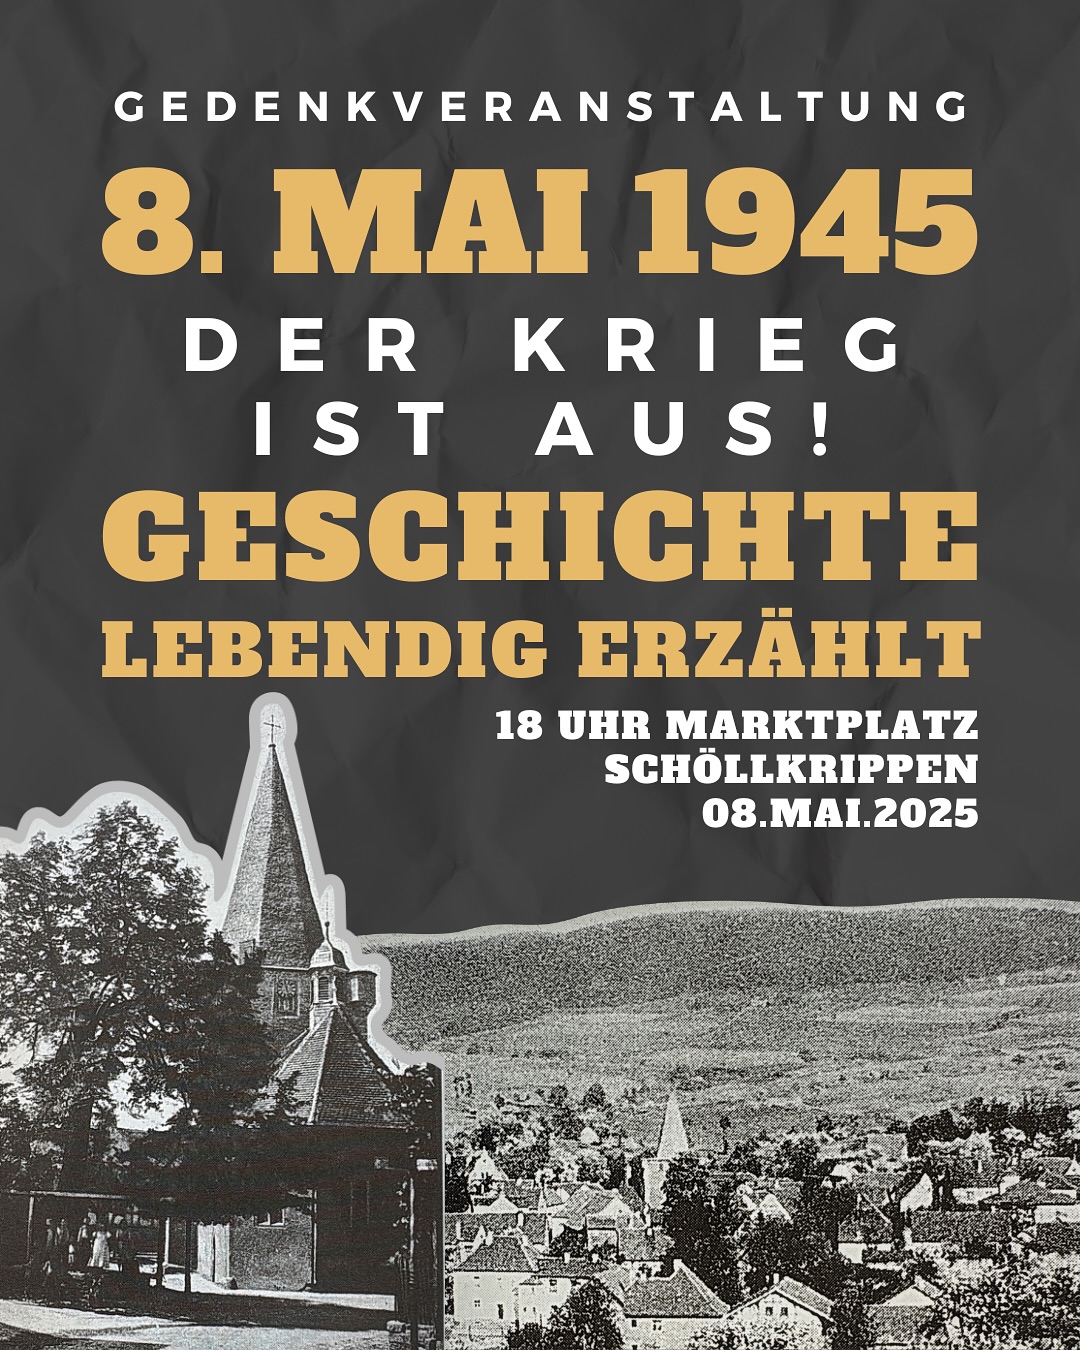 GEDENKVERANSTALTUNG
8. MAI 1945
DER KRIEG
IST AUS!
GESCHICHTE
LEBENDIG ERZÄHLT
18 UHR MARKTPLATZ
SCHÖLLKRIPPEN
08.MAI.2025